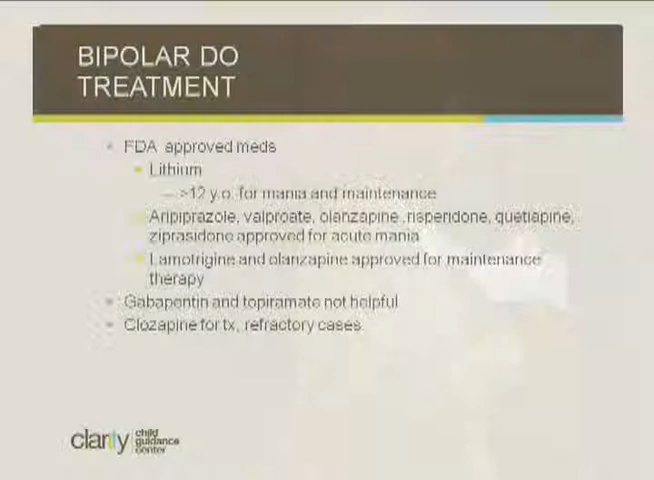 BIPOLAR DO
TREATMENT
FDA approved meds
Lithium
– >12 y.o. for mania and maintenance
Aripiprazole, valproate, olanzapine ,risperidone, quetiapine,
ziprasidone approved for acute mania
Lamotrigine and olanzapine approved for maintenance
therapy
Gabapentin and topiramate not helpful
Clozapine for tx, refractory cases
clarity child
guidance
center